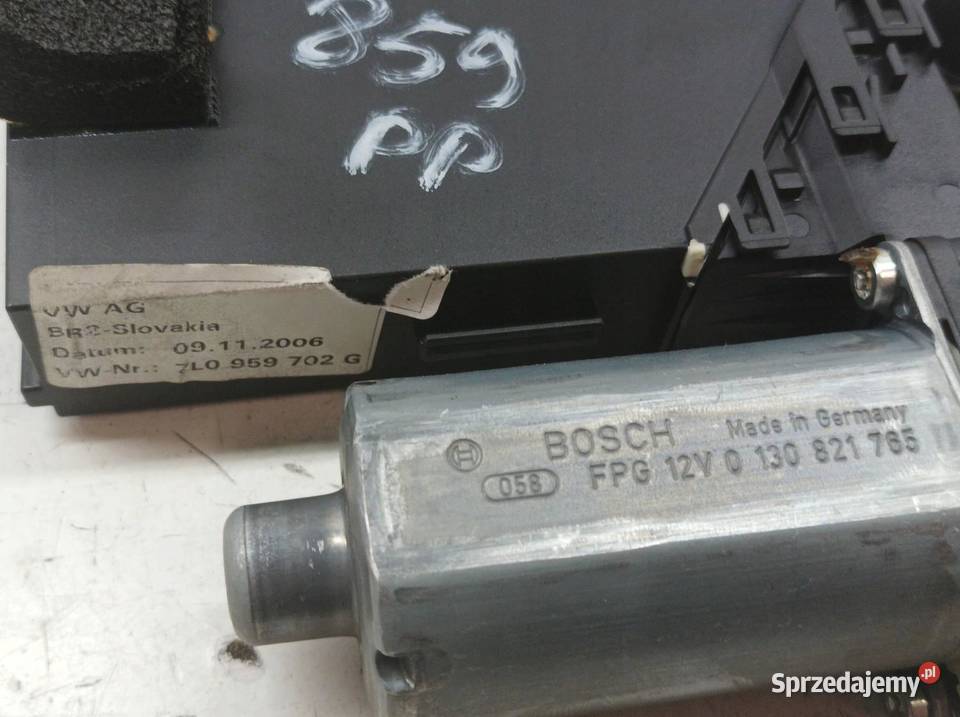 859
PP
VW AG
BRS-Slovakia
Datum: 09.11.2006
VW-Nr.: 7L0 959 702 G
BOSCH Made in Germany
058 FPG 12V 0 130 821 765
Sprzedajemy.pl